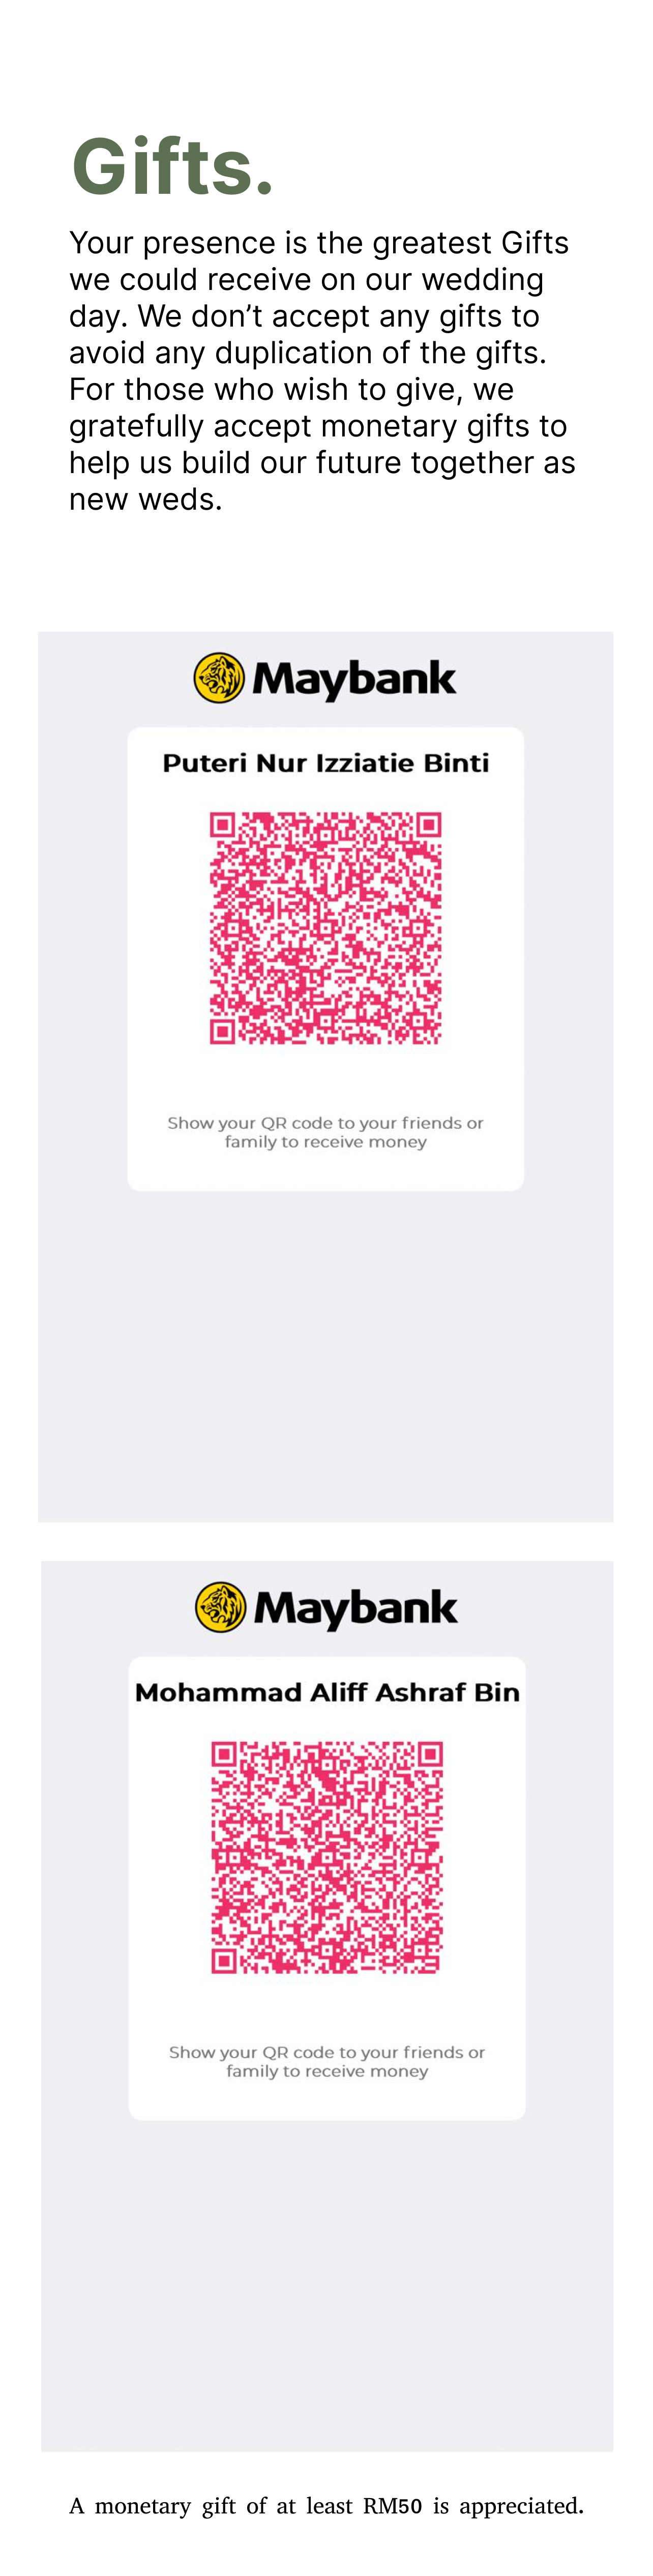 Gifts.
Your presence is the greatest Gifts
we could receive on our wedding
day. We don’t accept any gifts to
avoid any duplication of the gifts.
For those who wish to give, we
gratefully accept monetary gifts to
help us build our future together as
new weds.
Maybank
Puteri Nur Izziatie Binti
Show your QR code to your friends or
family to receive money
Maybank
Mohammad Aliff Ashraf Bin
Show your QR code to your friends or
family to receive money
A monetary gift of at least RM50 is appreciated.